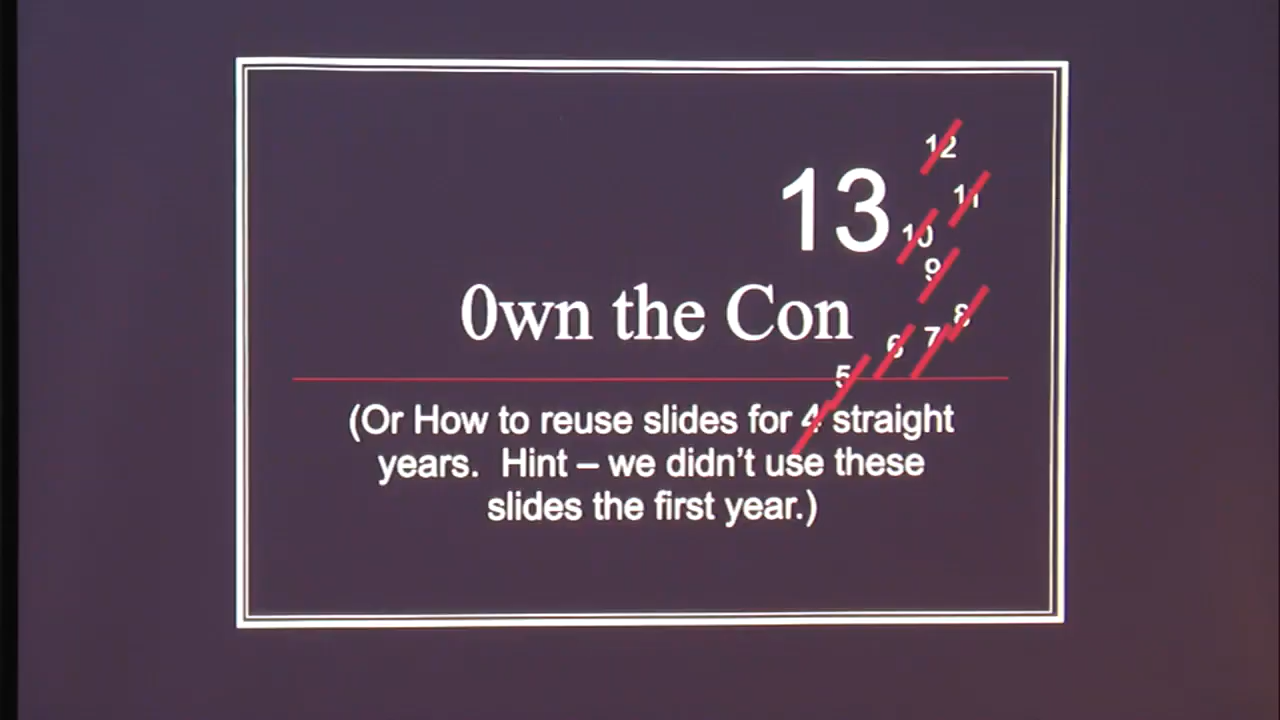 12
13
11
10
9
0wn the Con
8
7
6
5
(Or How to reuse slides for 4 straight
years. Hint – we didn't use these
slides the first year.)